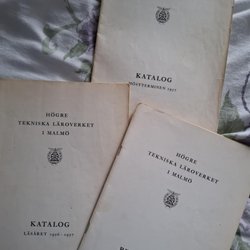 KATALOG
HÖSTTERMINEN 1957
HÖGRE
TEKNISKA LÄROVERKET
I MALMÖ
KATALOG
LÄSÅRET 1956 - 1957
HÖGRE
TEKNISKA LÄROVERKET
I MALMÖ